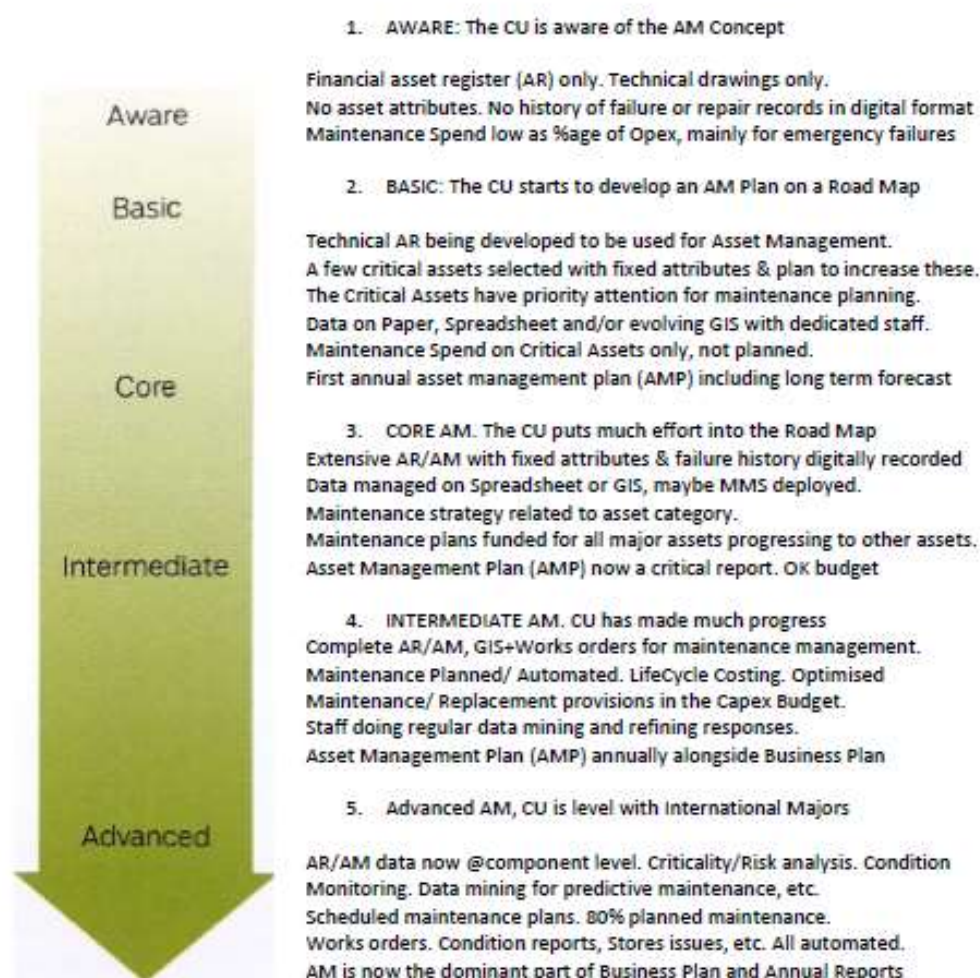 1. AWARE: The CU is aware of the AM Concept
Financial asset register (AR) only. Technical drawings only.
No asset attributes. No history of failure or repair records in digital format
Maintenance Spend low as %age of Opex, mainly for emergency failures
2. BASIC: The CU starts to develop an AM Plan on a Road Map
Technical AR being developed to be used for Asset Management.
A few critical assets selected with fixed attributes & plan to increase these.
The Critical Assets have priority attention for maintenance planning.
Data on Paper, Spreadsheet and/or evolving GIS with dedicated staff.
Maintenance Spend on Critical Assets only, not planned.
First annual asset management plan (AMP) including long term forecast
3. CORE AM. The CU puts much effort into the Road Map
Extensive AR/AM with fixed attributes & failure history digitally recorded
Data managed on Spreadsheet or GIS, maybe MMS deployed.
Maintenance strategy related to asset category.
Maintenance plans funded for all major assets progressing to other assets.
Asset Management Plan (AMP) now a critical report. OK budget
4. INTERMEDIATE AM. CU has made much progress
Complete AR/AM, GIS+Works orders for maintenance management.
Maintenance Planned/ Automated. LifeCycle Costing. Optimised
Maintenance/ Replacement provisions in the Capex Budget.
Staff doing regular data mining and refining responses.
Asset Management Plan (AMP) annually alongside Business Plan
5. Advanced AM, CU is level with International Majors
AR/AM data now @component level. Criticality/Risk analysis. Condition
Monitoring. Data mining for predictive maintenance, etc.
Scheduled maintenance plans. 80% planned maintenance.
Works orders. Condition reports, Stores issues, etc. All automated.
AM is now the dominant part of Business Plan and Annual Reports
Aware
Basic
Core
Intermediate
Advanced